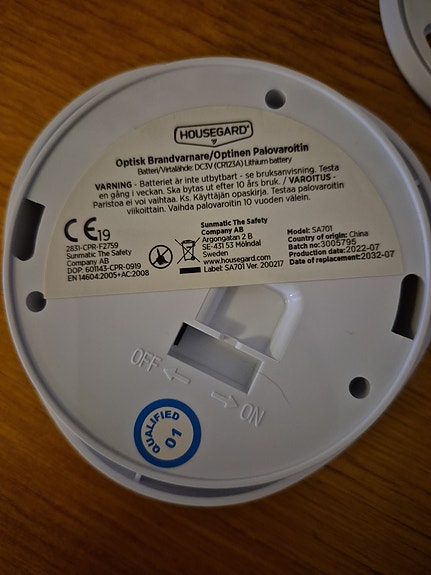 HOUSEGARD®
Optisk Brandvarnare/Optinen Palovaroitin
Batteri/Virtalähde: DC3V (CR123A) Lithium battery
VARNING - Batteriet är inte utbytbart - se bruksanvisning. Testa
en gång i veckan. Ska bytas ut efter 10 års bruk. / VAROITUS -
Paristoa ei voi vaihtaa. Ks. Käyttäjän opaskirja. Testaa palovaroitin
viikoittain. Vaihda palovaroitin 10 vuoden välein.
CE19
2831-CPR-F2759
Sunmatic The Safety
Company AB
DOP: 601143-CPR-0919
EN 14604:2005+AC:2008
Sunmatic The Safety
Company AB
Argongatan 2 B
SE-431 53 Mölndal
Sweden
www.housegard.com
Label: SA701 Ver. 200217
Model: SA701
Country of origin: China
Batch: 3005795
Production date: 2022-07
Date of replacement: 2032-07
OFF
ON
QUALIFIED
01